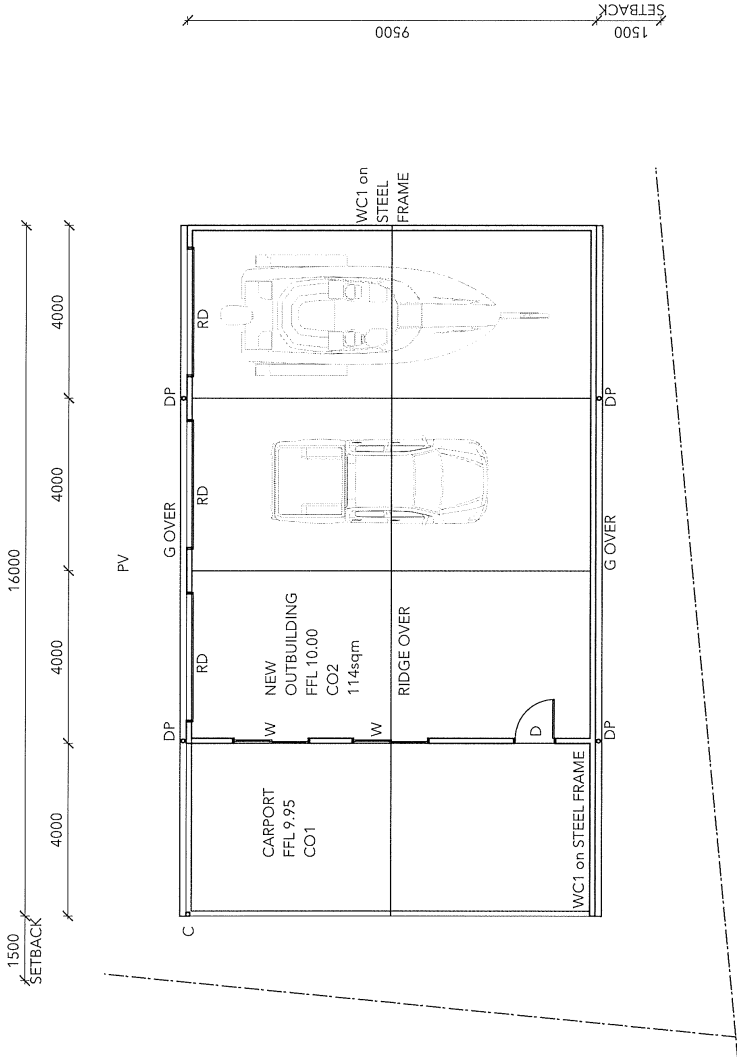 1500
SETBACK
16000
4000
4000
4000
4000
9500
1500
SETBACK
PV
C
DP
G OVER
DP
RD
RD
RD
WC1 on
STEEL
FRAME
CARPORT
FFL 9.95
CO1
NEW
OUTBUILDING
FFL 10.00
CO2
114sqm
W
W
RIDGE OVER
D
WC1 on STEEL FRAME
DP
G OVER
DP